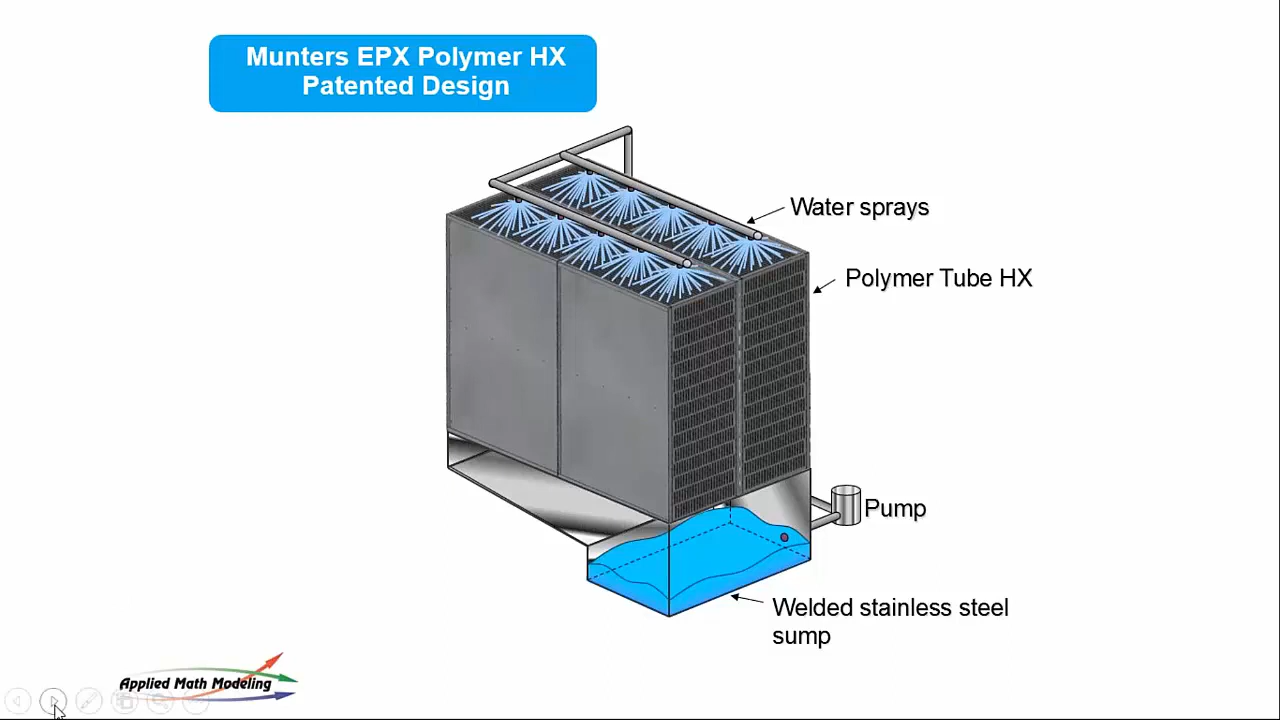 Munters EPX Polymer HX
Patented Design
Water sprays
Polymer Tube HX
Pump
Welded stainless steel
sump
Applied Math Modeling